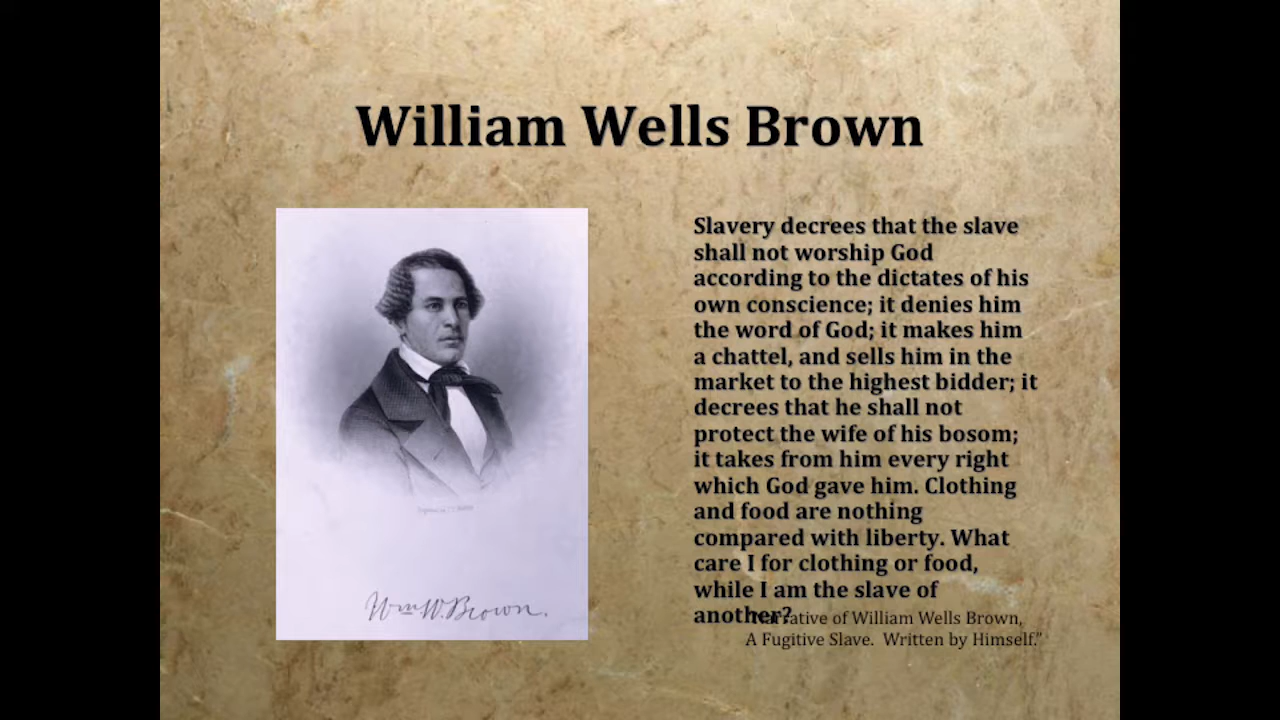 William Wells Brown
Slavery decrees that the slave
shall not worship God
according to the dictates of his
own conscience; it denies him
the word of God; it makes him
a chattel, and sells him in the
market to the highest bidder; it
decrees that he shall not
protect the wife of his bosom;
it takes from him every right
which God gave him. Clothing
and food are nothing
compared with liberty. What
care I for clothing or food,
while I am the slave of
another?
"Narrative of William Wells Brown,
A Fugitive Slave.  Written by Himself."
Wm. W. Brown.